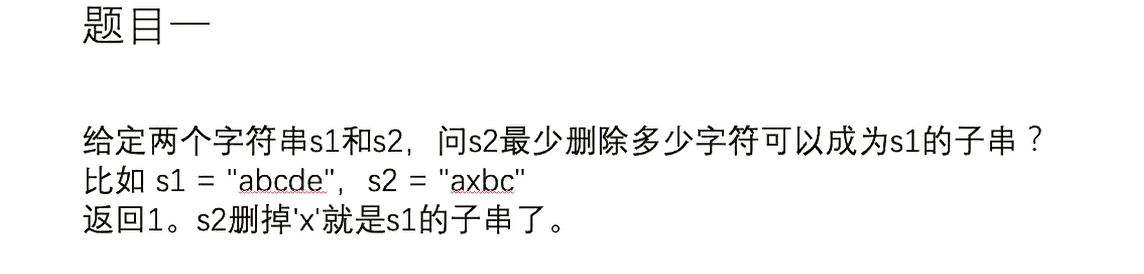 题目一
给定两个字符串s1和s2，问s2最少删除多少字符可以成为s1的子串？
比如 s1 = "abcde"，s2 = "axbc"
返回1。s2删掉'x'就是s1的子串了。